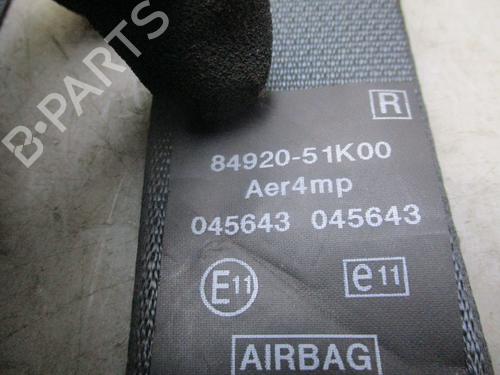 B-PARTS
R
84920-51K00
Aer4mp
045643 045643
E11 e11
AIRBAG